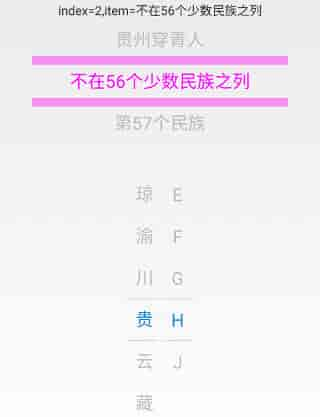 index=2,item=不在56个少数民族之列
贵州穿青人
不在56个少数民族之列
第57个民族
琼 E
渝 F
川 G
贵 H
云 J
藏